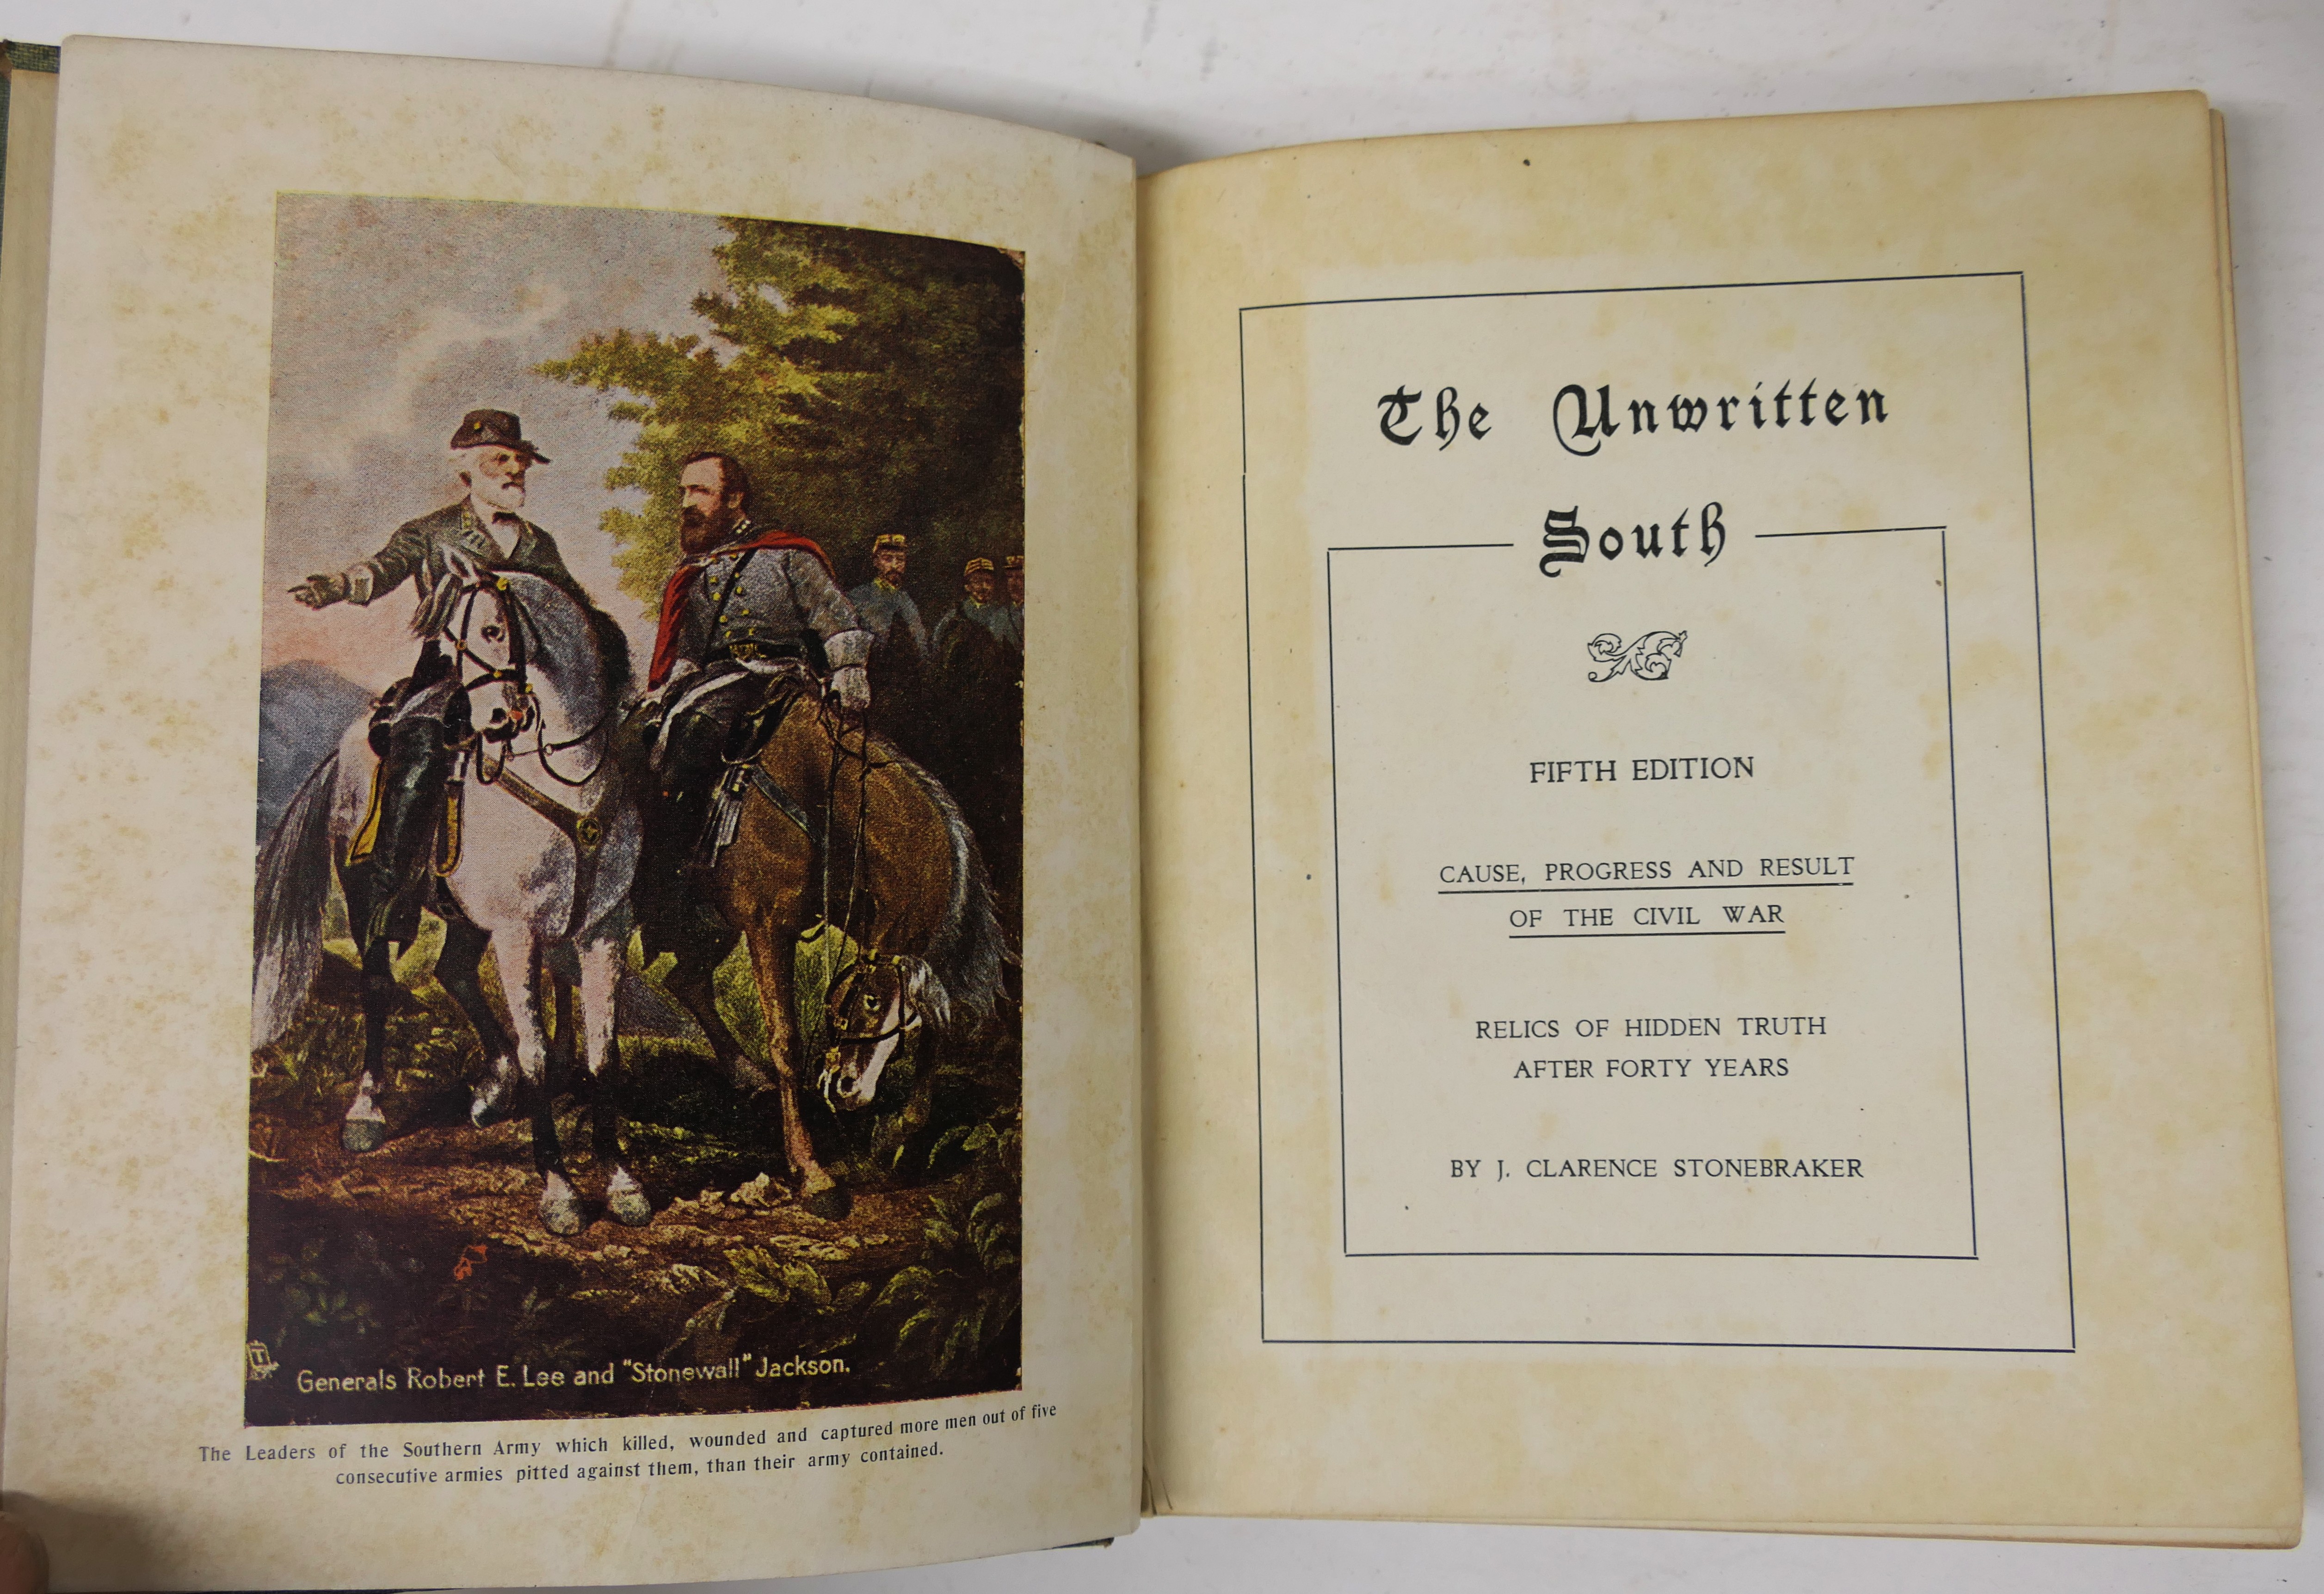 Generals Robert E. Lee and "Stonewall" Jackson.
The Leaders of the Southern Army which killed, wounded and captured more men out of five
consecutive armies pitted against them, than their army contained.
The Unwritten
South
FIFTH EDITION
CAUSE, PROGRESS AND RESULT
OF THE CIVIL WAR
RELICS OF HIDDEN TRUTH
AFTER FORTY YEARS
BY J. CLARENCE STONEBRAKER